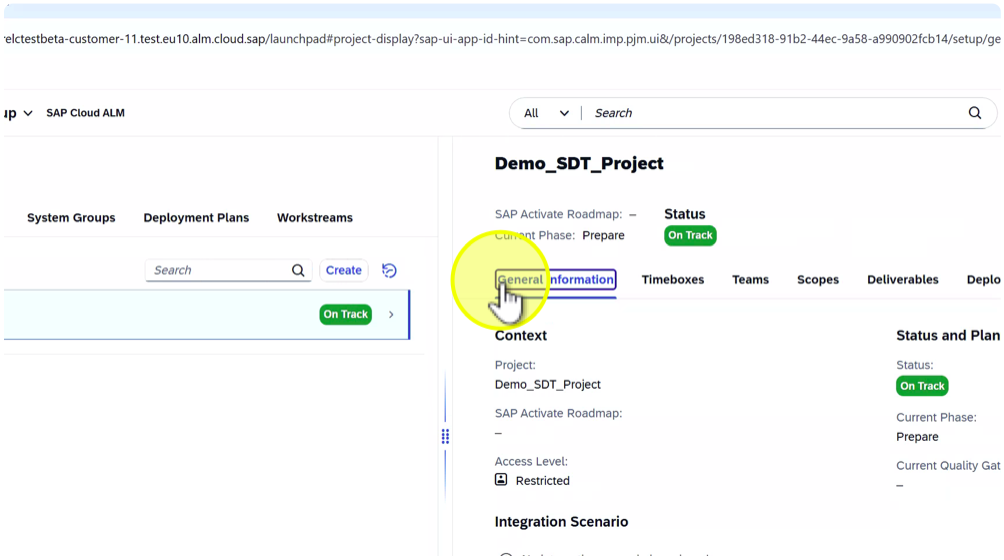 relctestbeta-customer-11.test.eu10.alm.cloud.sap/launchpad#project-display?sap-ui-app-id-hint=com.sap.calm.imp.pjm.ui&/projects/198ed318-91b2-44ec-9a58-a990902fcb14/setup/ge
up SAP Cloud ALM All Search
Demo_SDT_Project
SAP Activate Roadmap: – Status
Current Phase: Prepare On Track
System Groups Deployment Plans Workstreams
Search Create
General Information Timeboxes Teams Scopes Deliverables Deplo
On Track
Context Status and Plan
Project: Status:
Demo_SDT_Project On Track
SAP Activate Roadmap: Current Phase:
– Prepare
Access Level: Current Quality Gat
Restricted –
Integration Scenario